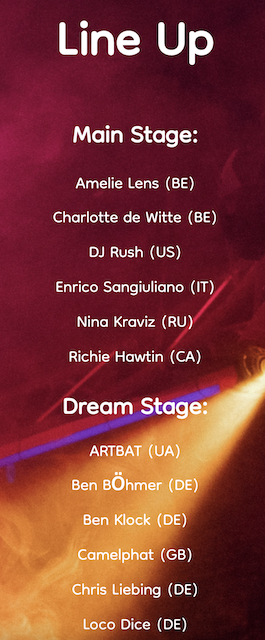 Line Up
Main Stage:
Amelie Lens (BE)
Charlotte de Witte (BE)
DJ Rush (US)
Enrico Sangiuliano (IT)
Nina Kraviz (RU)
Richie Hawtin (CA)
Dream Stage:
ARTBAT (UA)
Ben BÖhmer (DE)
Ben Klock (DE)
Camelphat (GB)
Chris Liebing (DE)
Loco Dice (DE)